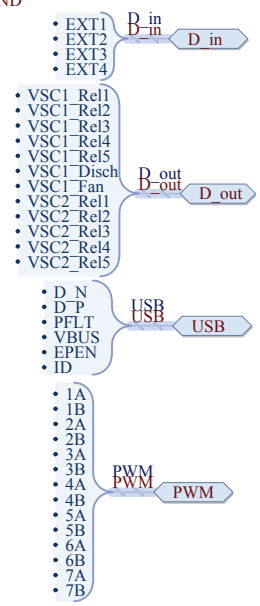 ND
D_in
D_in
D_in
• EXT1
• EXT2
• EXT3
• EXT4
D_out
D_out
D_out
• VSC1_Rel1
• VSC1_Rel2
• VSC1_Rel3
• VSC1_Rel4
• VSC1_Rel5
• VSC1_Disch
• VSC1_Fan
• VSC2_Rel1
• VSC2_Rel2
• VSC2_Rel3
• VSC2_Rel4
• VSC2_Rel5
USB
USB
USB
• D_N
• D_P
• PFLT
• VBUS
• EPEN
• ID
PWM
PWM
PWM
• 1A
• 1B
• 2A
• 2B
• 3A
• 3B
• 4A
• 4B
• 5A
• 5B
• 6A
• 6B
• 7A
• 7B